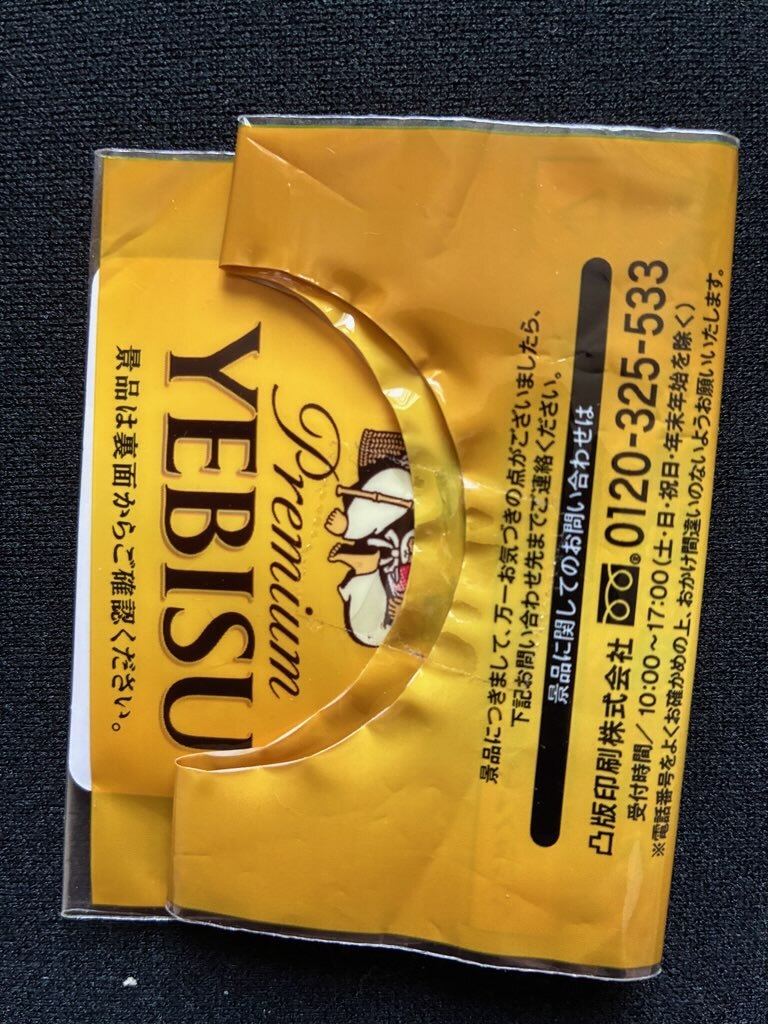 Premium
YEBISU
景品は裏面からご確認ください。
景品につきまして、万一お気づきの点がございましたら、
下記お問い合わせ先までご連絡ください。
景品に関してのお問い合わせは
凸版印刷株式会社 0120-325-533
受付時間/10:00~17:00(土・日・祝日・年末年始を除く)
※電話番号をよくお確かめの上、おかけ間違いのないようお願いいたします。